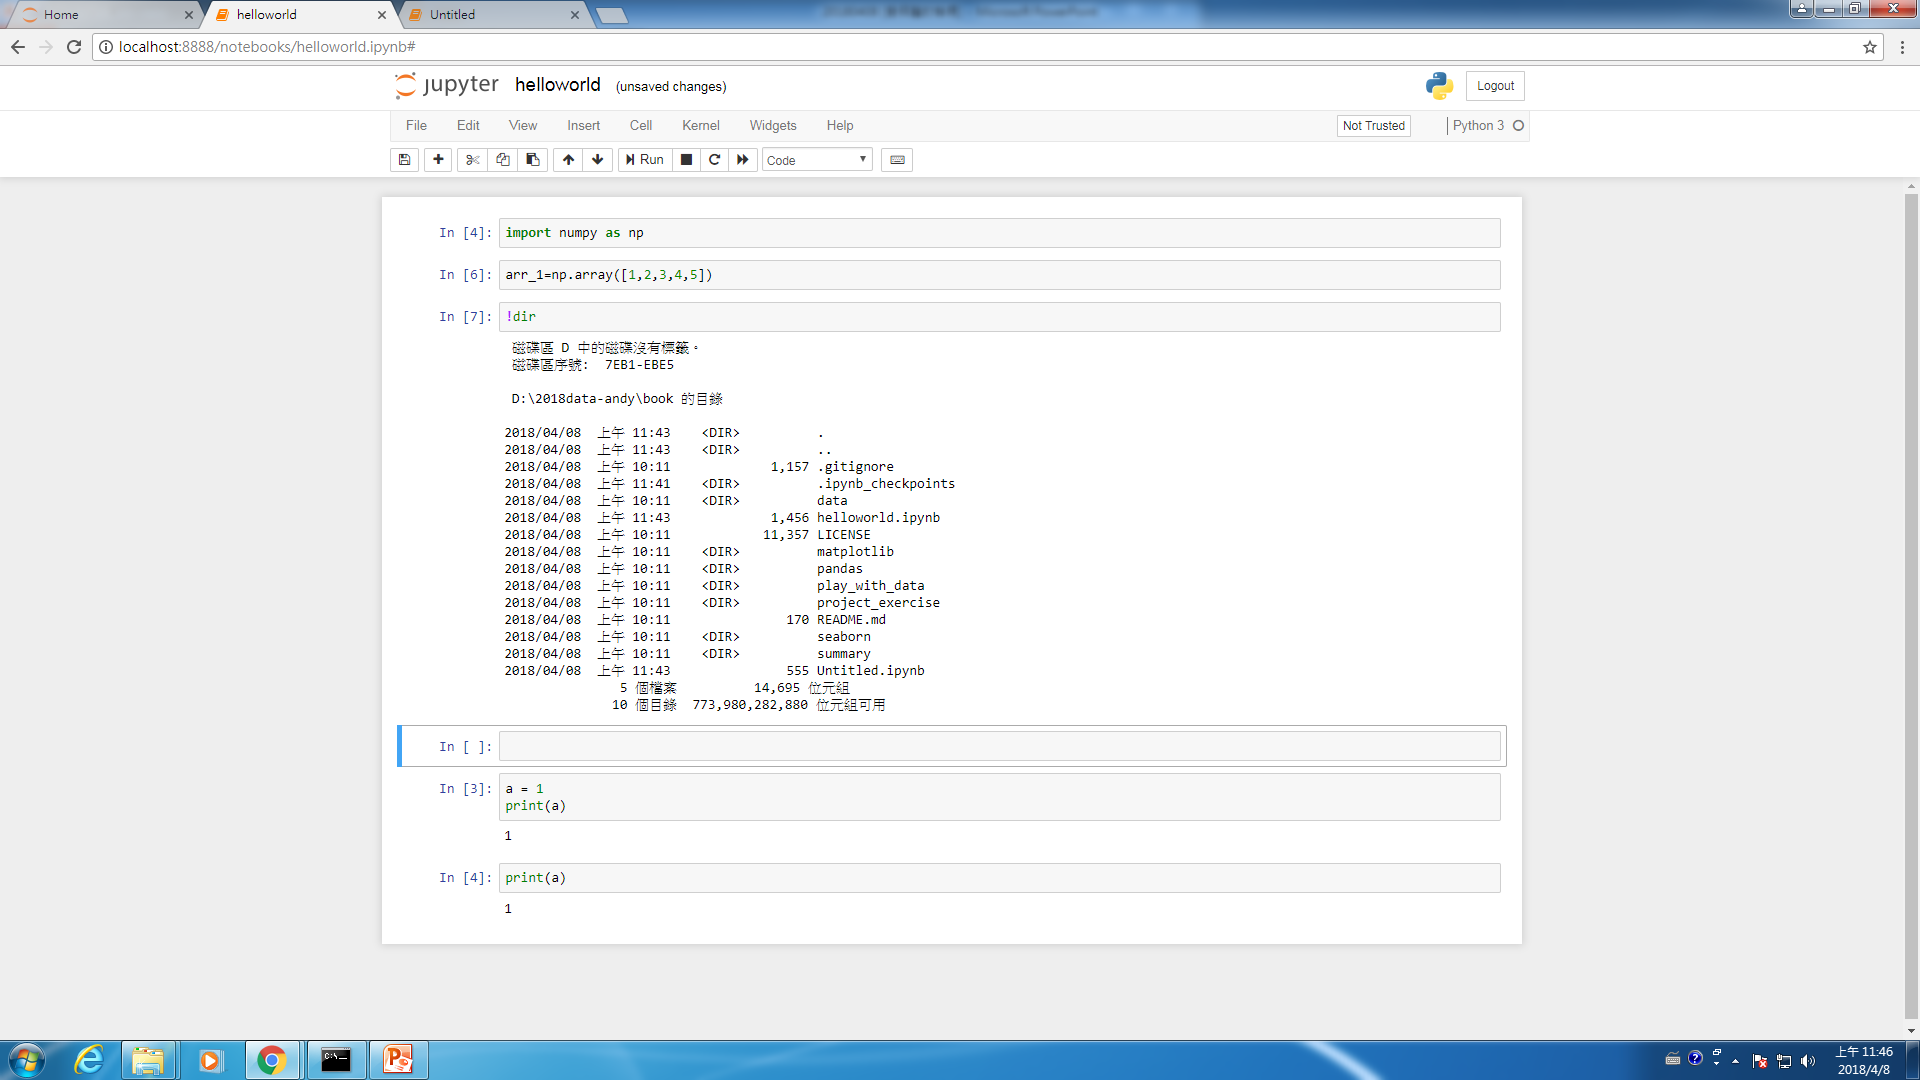 Home
helloworld
Untitled
localhost:8888/notebooks/helloworld.ipynb#
jupyter helloworld (unsaved changes)
Logout
File Edit View Insert Cell Kernel Widgets Help
Not Trusted
Python 3
Run
Code
In [4]: import numpy as np
In [6]: arr_1=np.array([1,2,3,4,5])
In [7]: !dir
磁碟區 D 中的磁碟沒有標籤。
磁碟區序號:  7EB1-EBE5
D:\2018data-andy\book 的目錄
2018/04/08  上午 11:43    <DIR>          .
2018/04/08  上午 11:43    <DIR>          ..
2018/04/08  上午 10:11             1,157 .gitignore
2018/04/08  上午 11:41    <DIR>          .ipynb_checkpoints
2018/04/08  上午 10:11    <DIR>          data
2018/04/08  上午 11:43             1,456 helloworld.ipynb
2018/04/08  上午 10:11            11,357 LICENSE
2018/04/08  上午 10:11    <DIR>          matplotlib
2018/04/08  上午 10:11    <DIR>          pandas
2018/04/08  上午 10:11    <DIR>          play_with_data
2018/04/08  上午 10:11    <DIR>          project_exercise
2018/04/08  上午 10:11               170 README.md
2018/04/08  上午 10:11    <DIR>          seaborn
2018/04/08  上午 10:11    <DIR>          summary
2018/04/08  上午 11:43               555 Untitled.ipynb
5 個檔案          14,695 位元組
10 個目錄  773,980,282,880 位元組可用
In [ ]:
In [3]: a = 1
print(a)
1
In [4]: print(a)
1
上午 11:46
2018/4/8